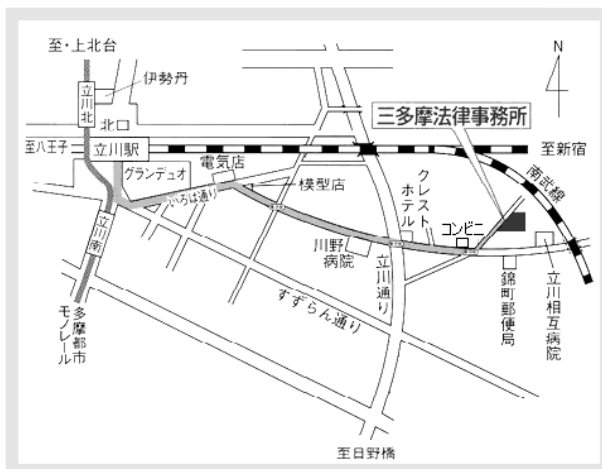 至・上北台
N
伊勢丹
立川北
北口
三多摩法律事務所
至八王子
立川駅
至新宿
電気店
グランデュオ
模型店
クレスト
ホテル
南武線
いろは通り
コンビニ
立川南
川野
病院
立川通り
すずらん通り
錦町郵便局
立川相互病院
多摩都市
モノレール
至日野橋